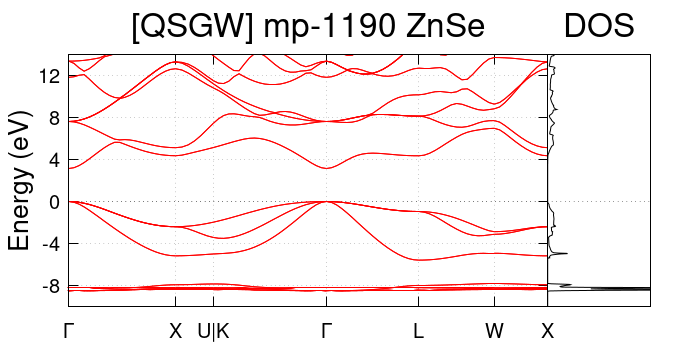 [QSGW] mp-1190 ZnSe DOS
Energy (eV)
12
8
4
0
-4
-8
Γ X U|K Γ L W X